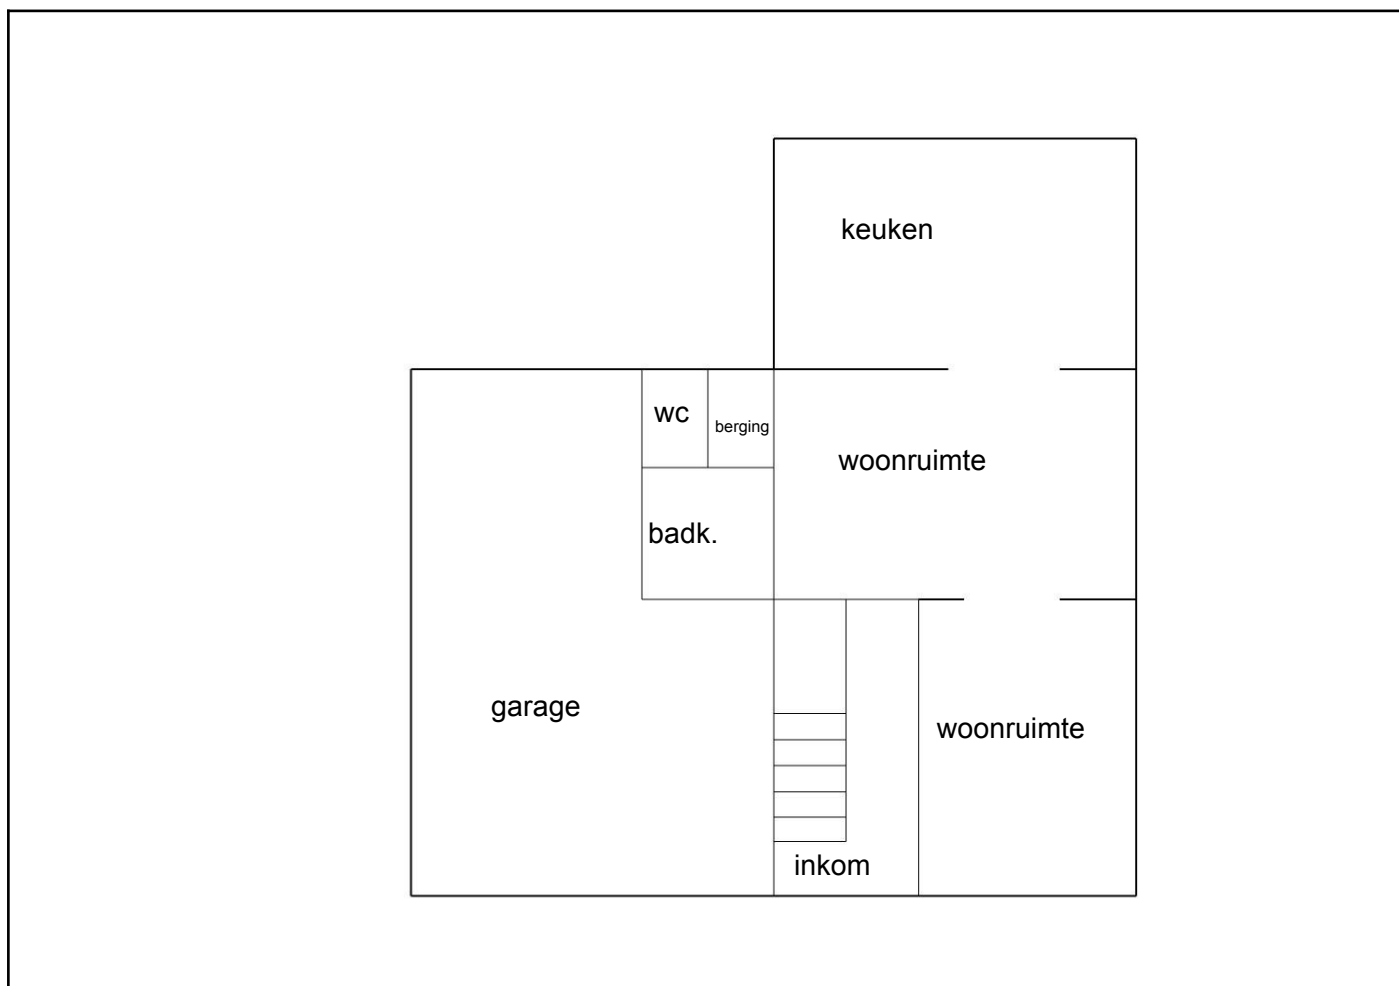 keuken
wc
berging
woonruimte
badk.
garage
woonruimte
inkom